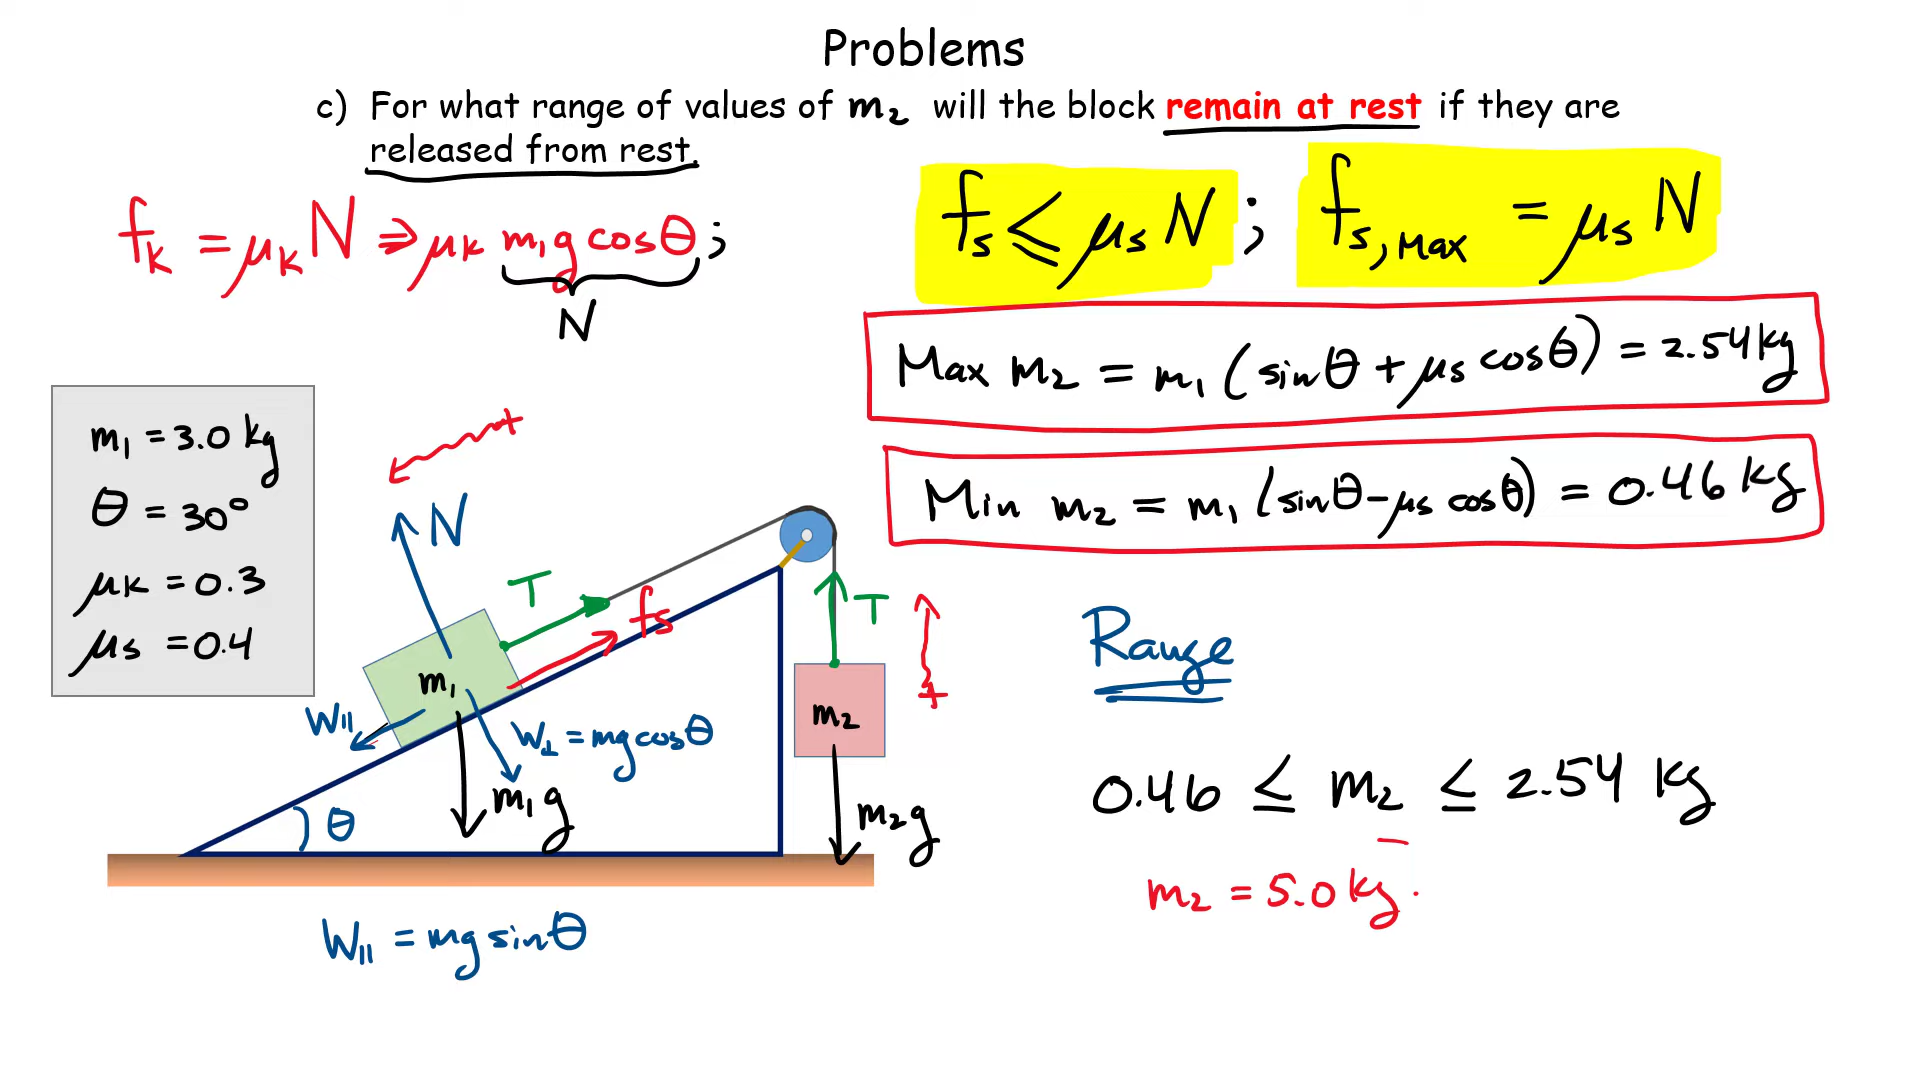 Problems
c) For what range of values of m₂ will the block remain at rest if they are
released from rest.
fₖ = μₖN ⇒ μₖ m₁g cosθ;
N
fₛ ≤ μₛN ; fₛ,Max = μₛN
Max m₂ = m₁(sinθ + μₛ cosθ) = 2.54 kg
Min m₂ = m₁(sinθ - μₛ cosθ) = 0.46 kg
m₁ = 3.0 kg
θ = 30°
μₖ = 0.3
μₛ = 0.4
+
N
T
fₛ
T
+
m₁
m₂
W∥
W⊥ = mg cosθ
m₁g
m₂g
θ
W∥ = mg sinθ
Range
0.46 ≤ m₂ ≤ 2.54 kg
m₂ = 5.0 kg.